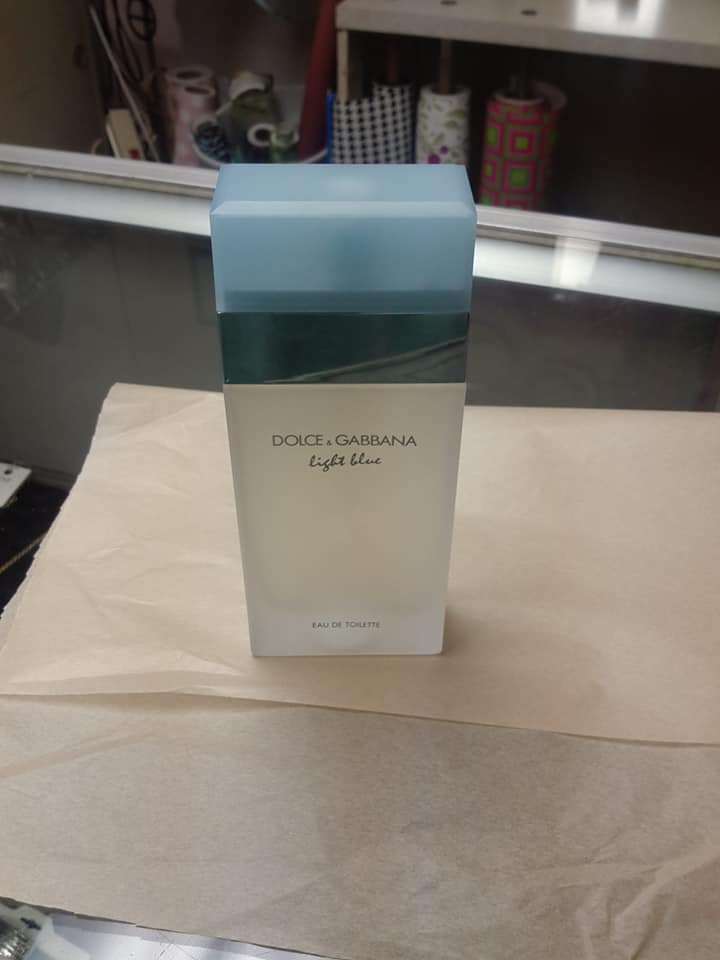 DOLCE & GABBANA
light blue
EAU DE TOILETTE